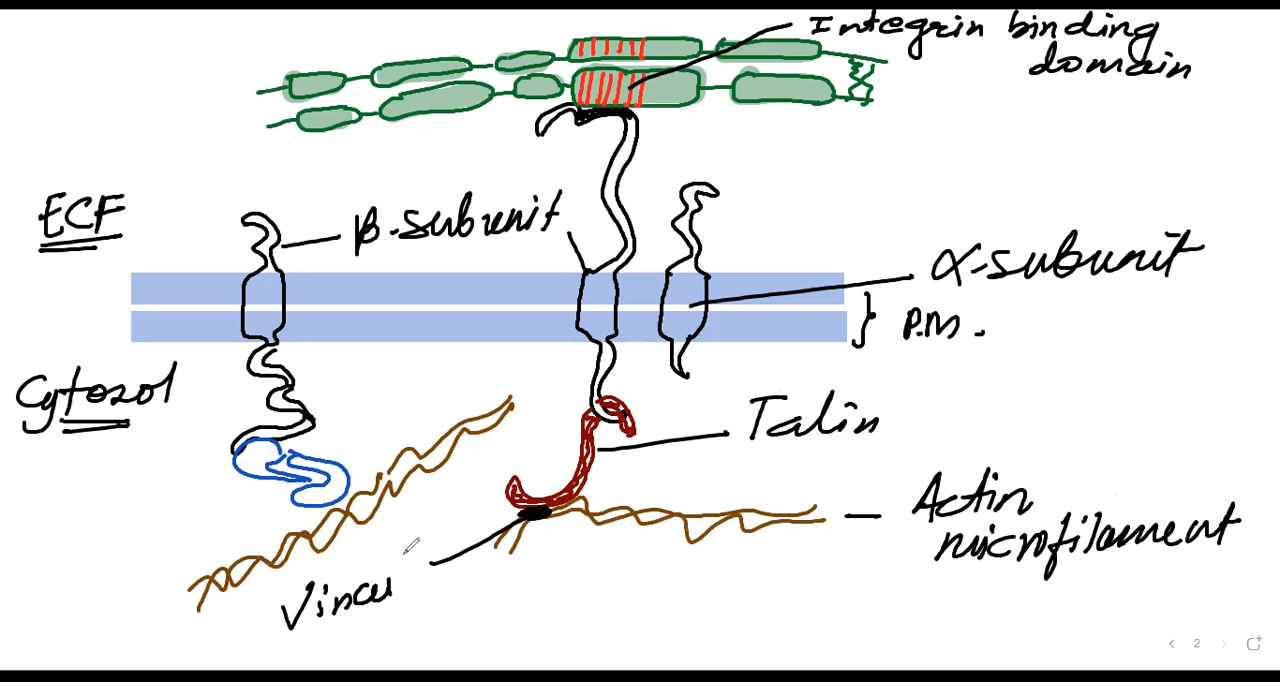 Integrin binding
domain
ECF
β-subunit
α-subunit
P.M.
Cytosol
Talin
Actin
microfilament
Vincu
2